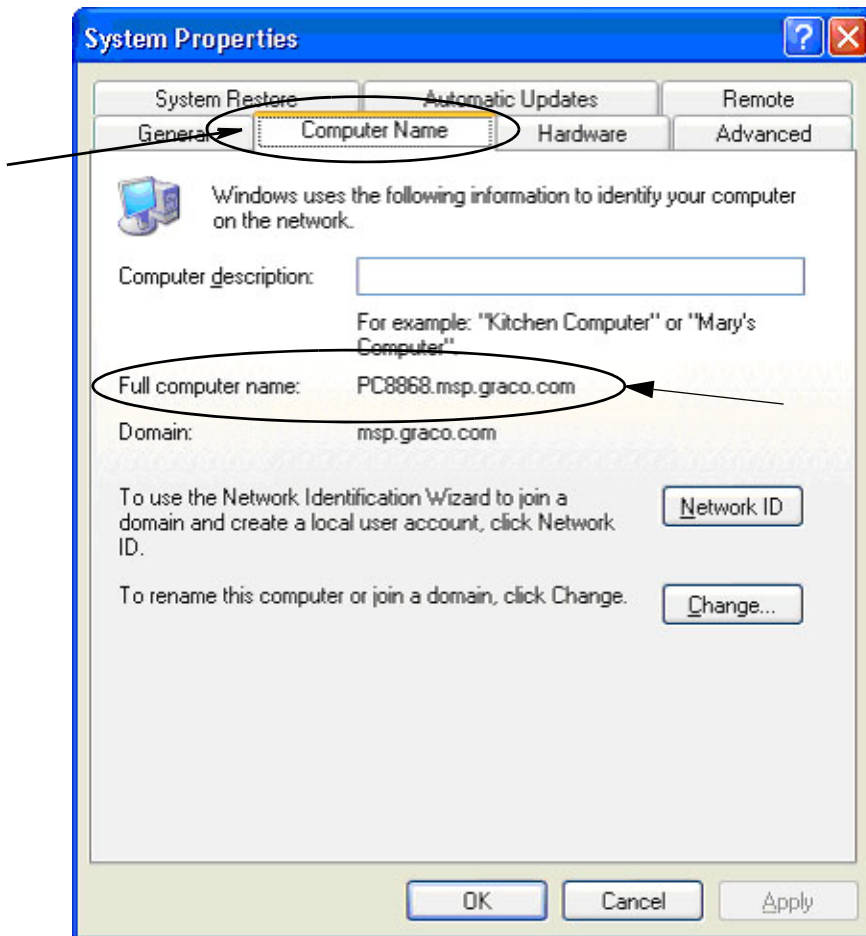 System Properties
System Restore Automatic Updates Remote
General Computer Name Hardware Advanced
Windows uses the following information to identify your computer
on the network.
Computer description:
For example: "Kitchen Computer" or "Mary's
Computer".
Full computer name: PC8868.msp.graco.com
Domain: msp.graco.com
To use the Network Identification Wizard to join a
domain and create a local user account, click Network
ID.
Network ID
To rename this computer or join a domain, click Change.
Change...
OK Cancel Apply